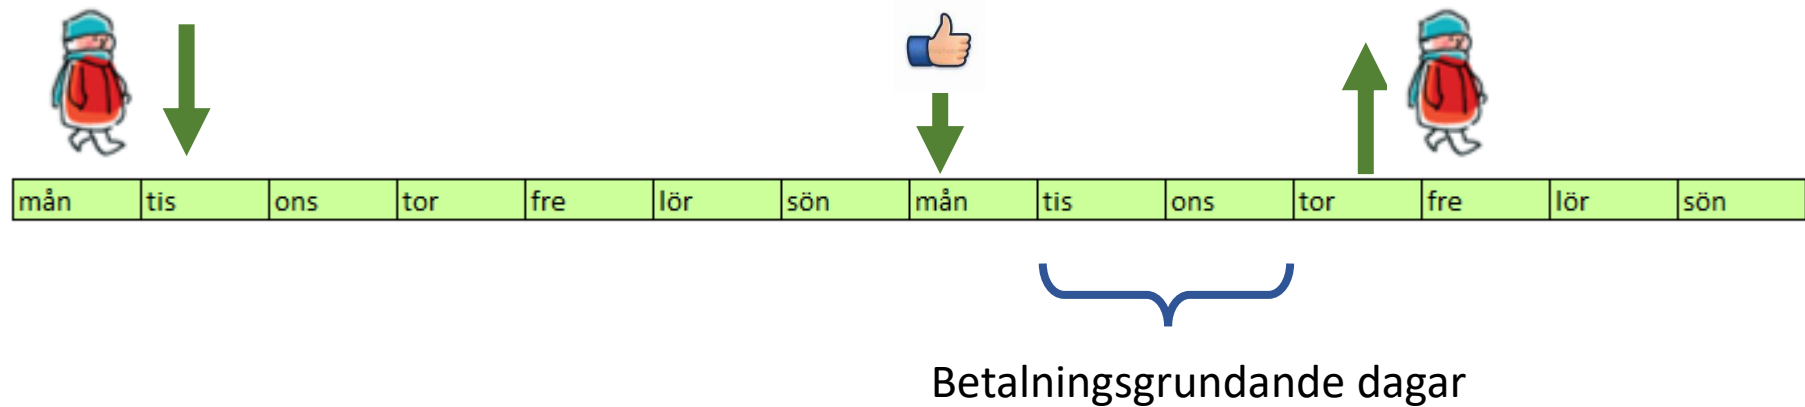 mån tis ons tor fre lör sön mån tis ons tor fre lör sön
Betalningsgrundande dagar